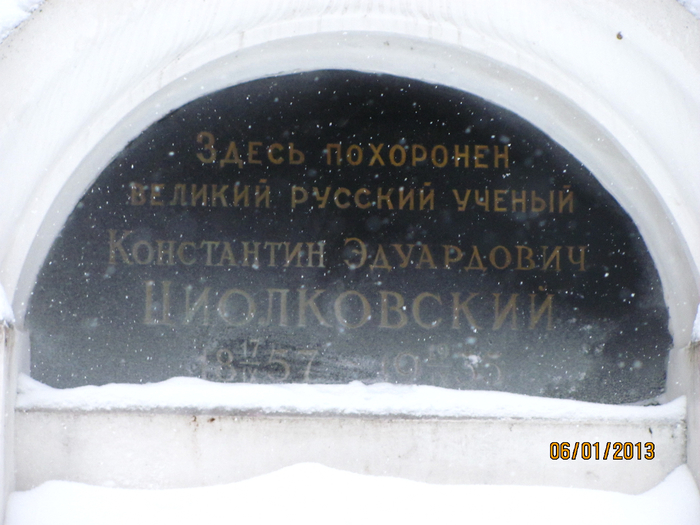 Здесь похоронен
великий русский ученый
Константин Эдуардович
Циолковский
1857 1935
06/01/2013